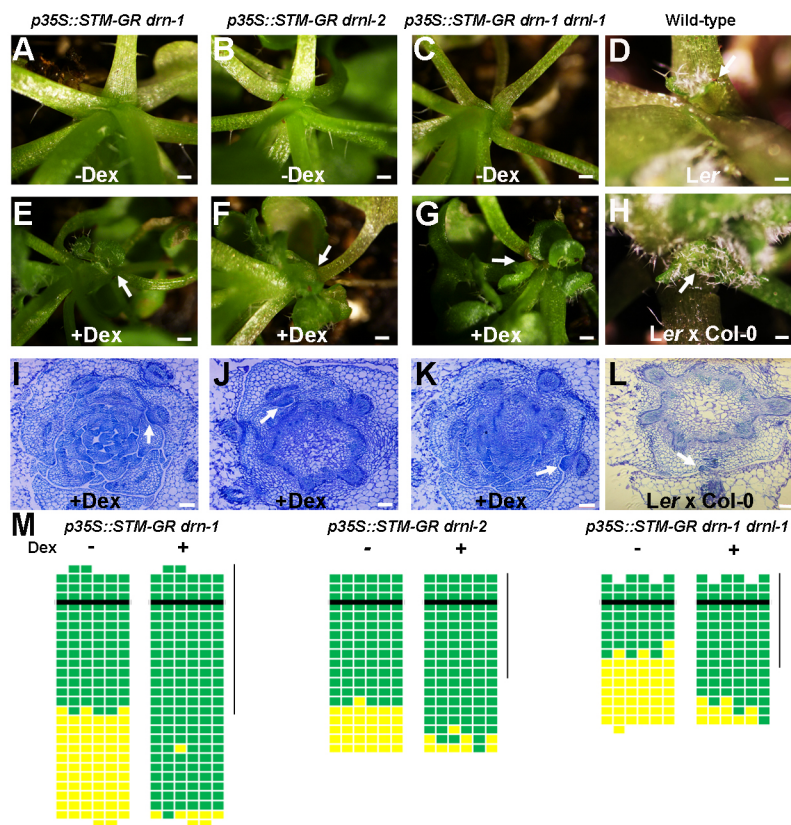 p35S::STM-GR drn-1 p35S::STM-GR drnl-2 p35S::STM-GR drn-1 drnl-1 Wild-type
A B C D
-Dex -Dex -Dex Ler
E F G H
+Dex +Dex +Dex Ler x Col-0
I J K L
+Dex +Dex +Dex Ler x Col-0
M p35S::STM-GR drn-1 p35S::STM-GR drnl-2 p35S::STM-GR drn-1 drnl-1
Dex - + - + - +